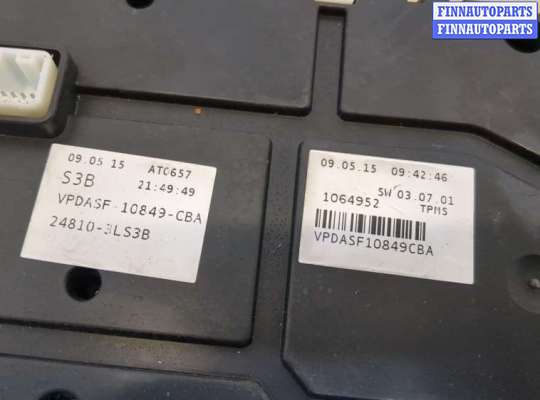 FINNAUTOPARTS
FINNAUTOPARTS
09.05 15 AT0657
S3B 21:49:49
VPDASF-10849-CBA
24810-3LS3B
09.05.15 09:42:46
SW 03.07.01
1064952 TPMS
VPDASF10849CBA